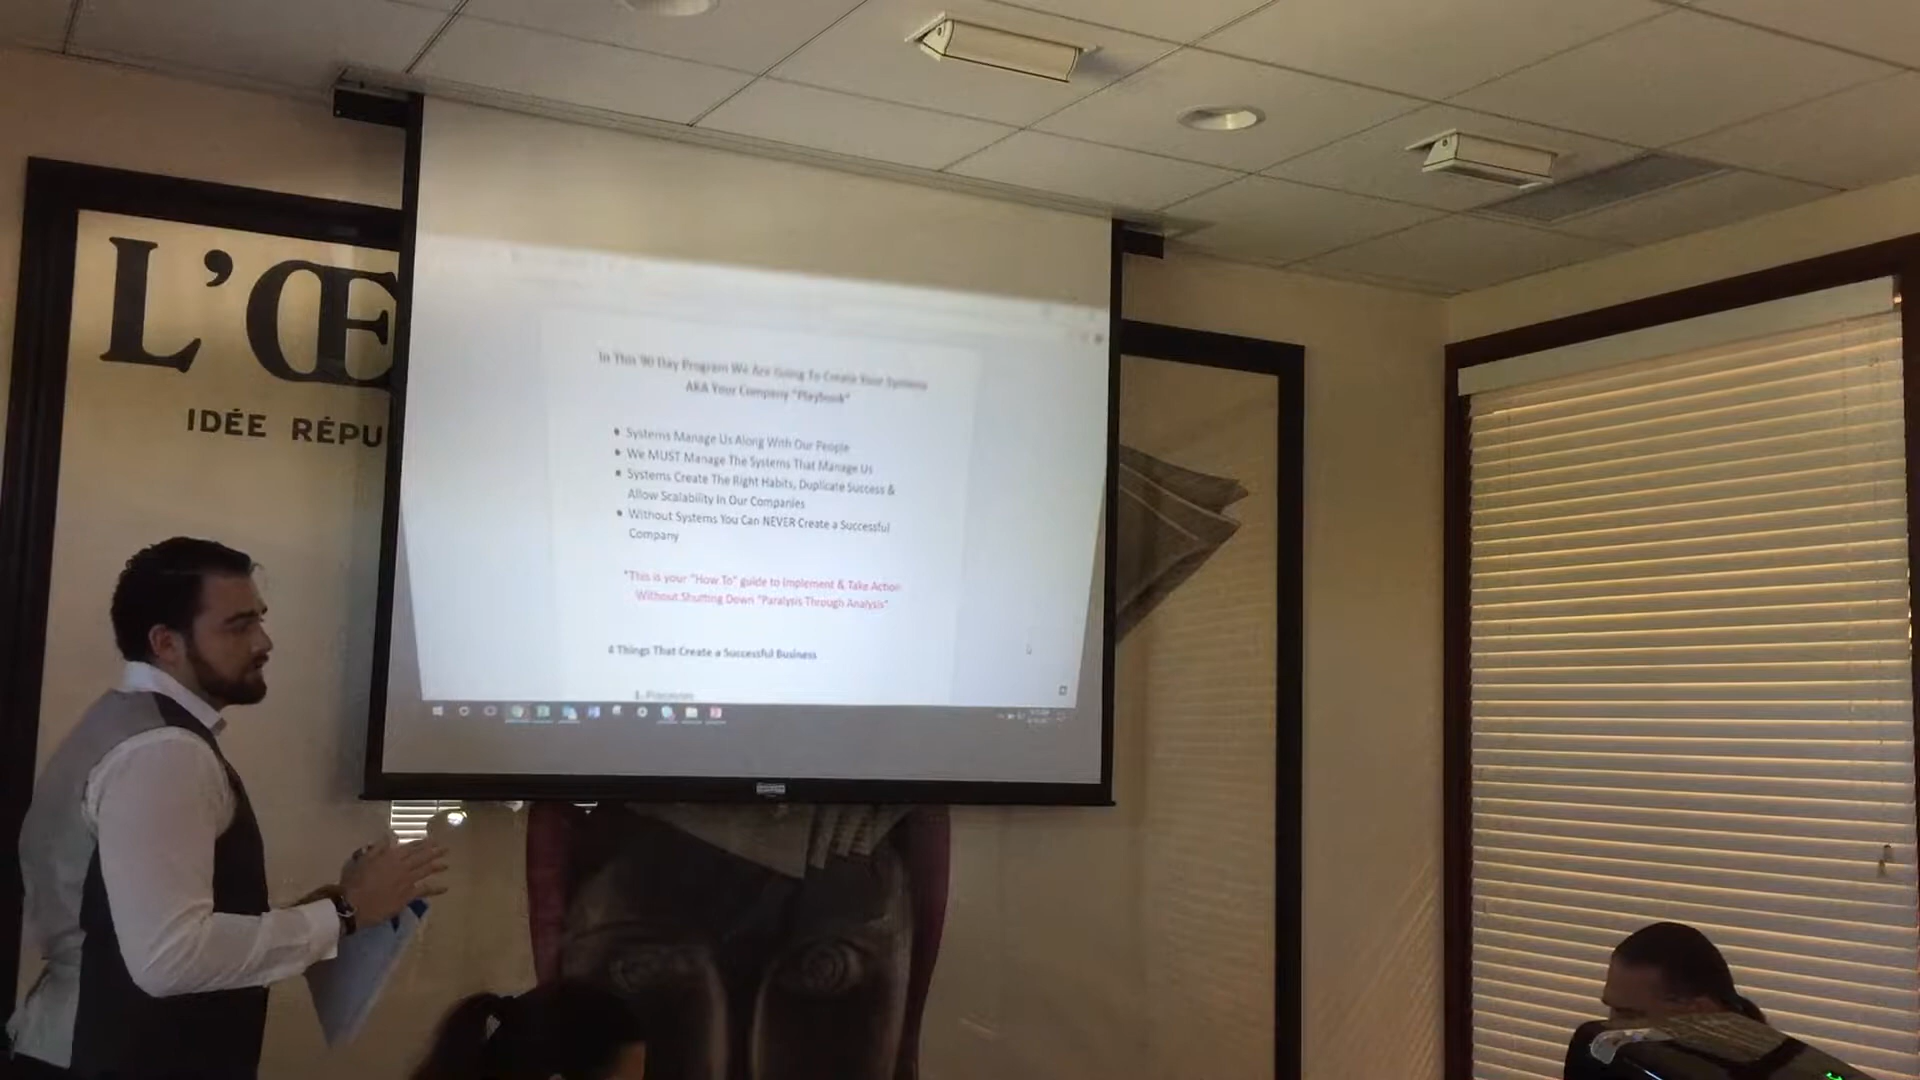 L'Œ
IDÉE RÉPU
In This 90 Day Program We Are Going To Create Your Systems
AKA Your Company "Playbook"
• Systems Manage Us Along With Our People
• We MUST Manage The Systems That Manage Us
• Systems Create The Right Habits, Duplicate Success &
Allow Scalability In Our Companies
• Without Systems You Can NEVER Create a Successful
Company
*This is your "How To" guide to Implement & Take Action
Without Shutting Down "Paralysis Through Analysis"
4 Things That Create a Successful Business
1.